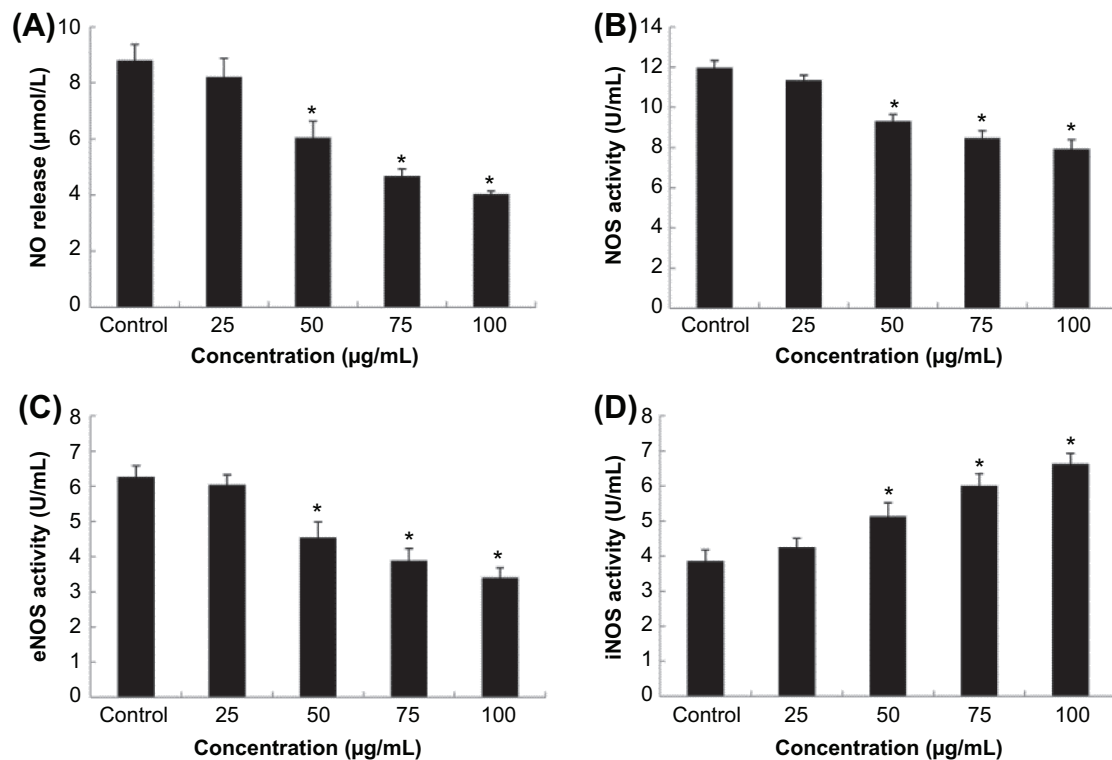 (A)
NO release (µmol/L)
10
8
6
4
2
0
*
*
*
Control 25 50 75 100
Concentration (µg/mL)
(B)
NOS activity (U/mL)
14
12
10
8
6
4
2
0
*
*
*
Control 25 50 75 100
Concentration (µg/mL)
(C)
eNOS activity (U/mL)
8
7
6
5
4
3
2
1
0
*
*
*
Control 25 50 75 100
Concentration (µg/mL)
(D)
iNOS activity (U/mL)
8
7
6
5
4
3
2
1
0
*
*
*
Control 25 50 75 100
Concentration (µg/mL)